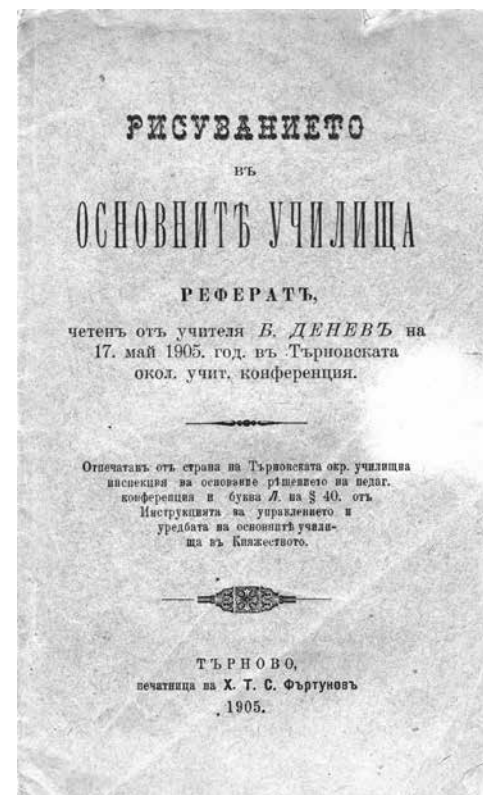 РИСУВАНИЕТО
въ
ОСНОВНИТѢ УЧИЛИЩА
РЕФЕРАТЪ,
четенъ отъ учителя Б. ДЕНЕВЪ на
17. май 1905. год. въ Търновската
окол. учит. конференция.
Отпечатанъ отъ страна на Търновската окр. училищна
инспекция на основание рѣшението на педаг.
конференция и буква Л. на § 40. отъ
Инструкцията за управлението и
уредбата на основнитѣ учили-
ща въ Княжеството.
ТЪРНОВО,
печатница на Х. Т. С. Фъртуновъ
1905.